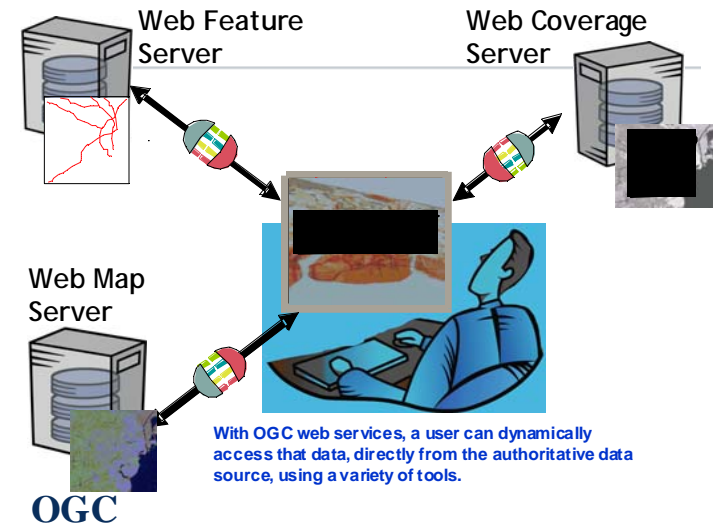 Web Feature
Server
Web Coverage
Server
Web Map
Server
With OGC web services, a user can dynamically
access that data, directly from the authoritative data
source, using a variety of tools.
OGC